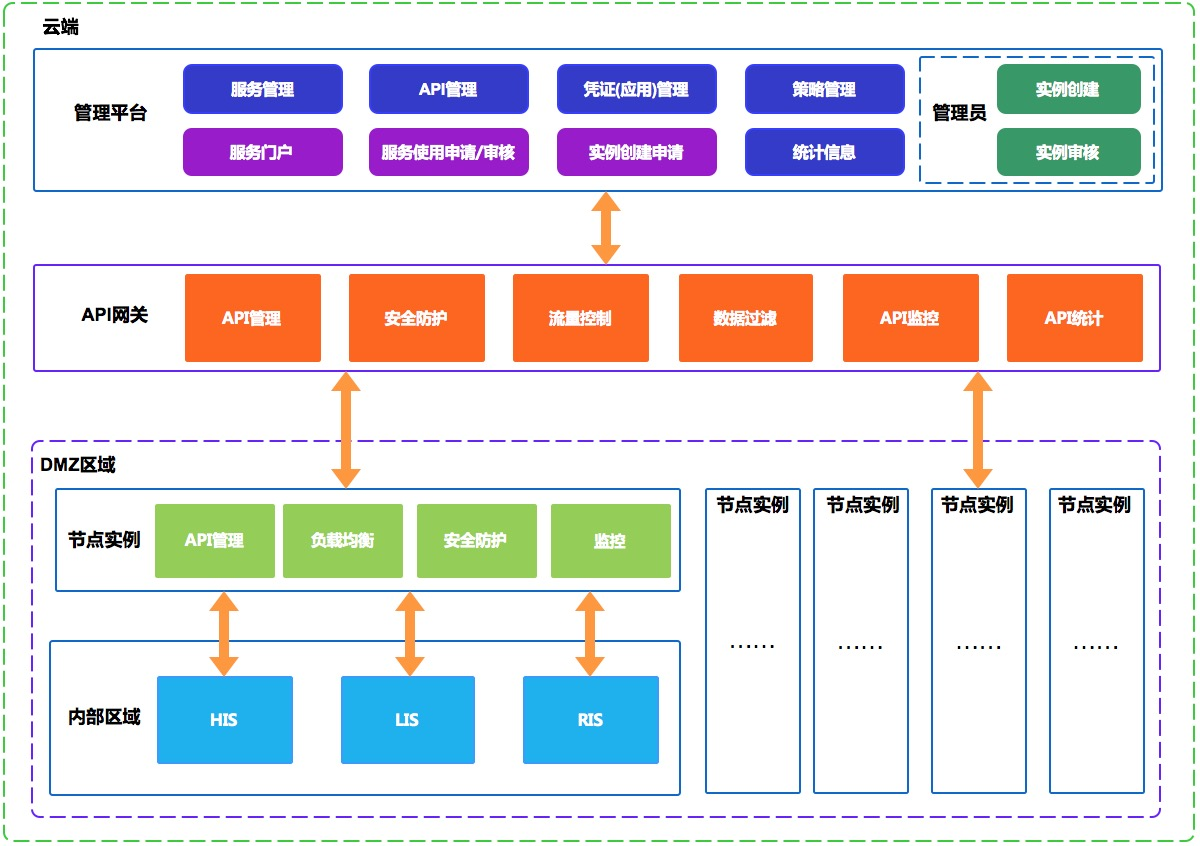 云端
管理平台
服务管理
API管理
凭证(应用)管理
策略管理
服务门户
服务使用申请/审核
实例创建申请
统计信息
管理员
实例创建
实例审核
API网关
API管理
安全防护
流量控制
数据过滤
API监控
API统计
DMZ区域
节点实例
API管理
负载均衡
安全防护
监控
内部区域
HIS
LIS
RIS
节点实例
……
节点实例
……
节点实例
……
节点实例
……